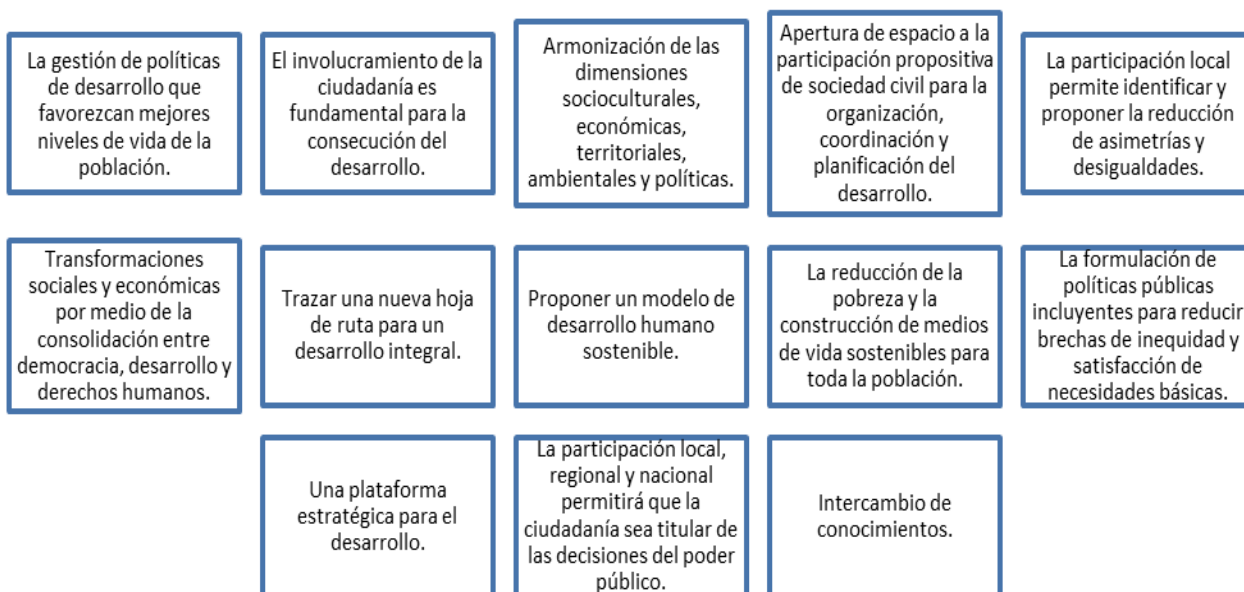 La gestión de políticas
de desarrollo que
favorezcan mejores
niveles de vida de la
población.
El involucramiento de la
ciudadanía es
fundamental para la
consecución del
desarrollo.
Armonización de las
dimensiones
socioculturales,
económicas,
territoriales,
ambientales y políticas.
Apertura de espacio a la
participación propositiva
de sociedad civil para la
organización,
coordinación y
planificación del
desarrollo.
La participación local
permite identificar y
proponer la reducción
de asimetrías y
desigualdades.
Transformaciones
sociales y económicas
por medio de la
consolidación entre
democracia, desarrollo y
derechos humanos.
Trazar una nueva hoja
de ruta para un
desarrollo integral.
Proponer un modelo de
desarrollo humano
sostenible.
La reducción de la
pobreza y la
construcción de medios
de vida sostenibles para
toda la población.
La formulación de
políticas públicas
incluyentes para reducir
brechas de inequidad y
satisfacción de
necesidades básicas.
Una plataforma
estratégica para el
desarrollo.
La participación local,
regional y nacional
permitirá que la
ciudadanía sea titular de
las decisiones del poder
público.
Intercambio de
conocimientos.